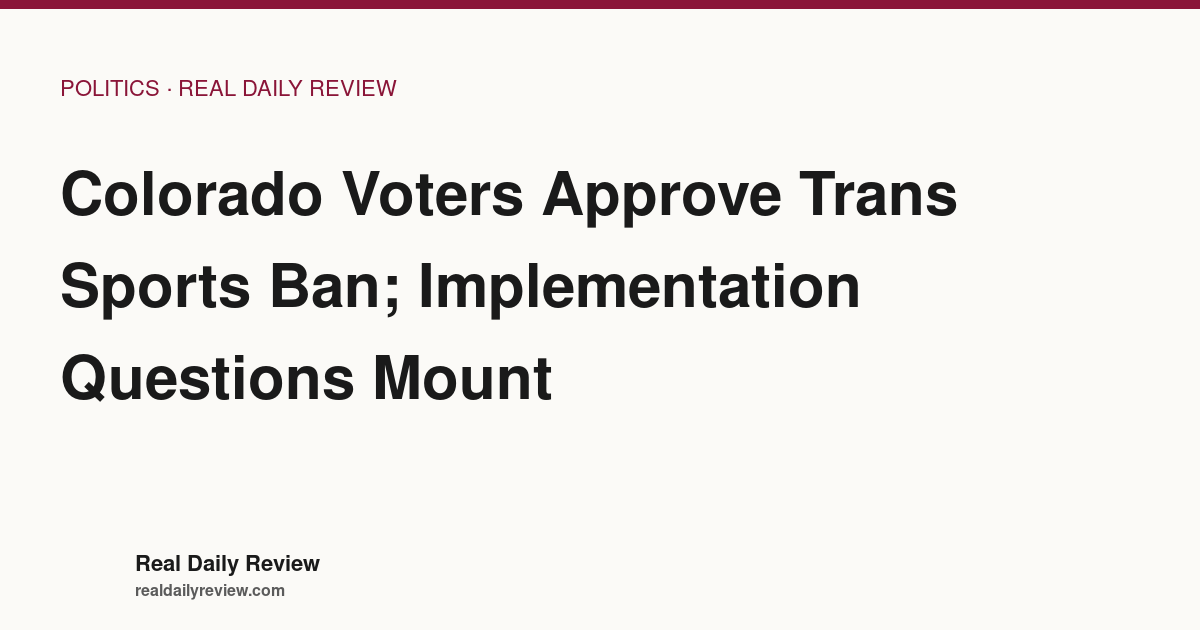 POLITICS · REAL DAILY REVIEW
Colorado Voters Approve Trans
Sports Ban; Implementation
Questions Mount
Real Daily Review
realdailyreview.com